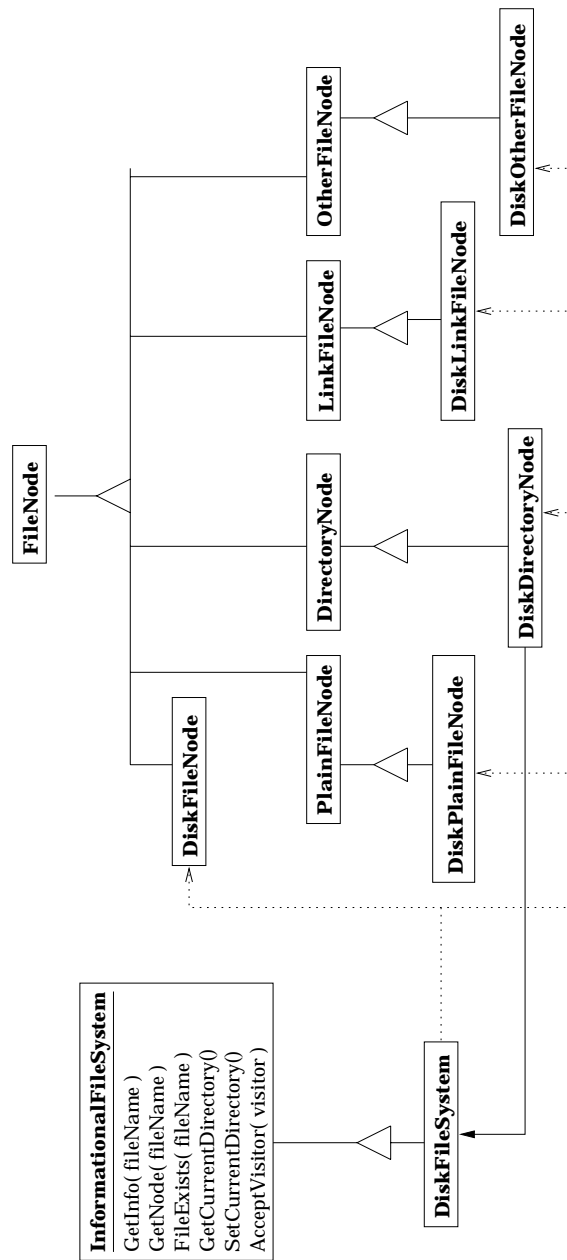 InformationalFileSystem
GetInfo( fileName )
GetNode( fileName )
FileExists( fileName )
GetCurrentDirectory()
SetCurrentDirectory()
AcceptVisitor( visitor )
DiskFileSystem
FileNode
DiskFileNode
PlainFileNode
DirectoryNode
LinkFileNode
OtherFileNode
DiskPlainFileNode
DiskDirectoryNode
DiskLinkFileNode
DiskOtherFileNode